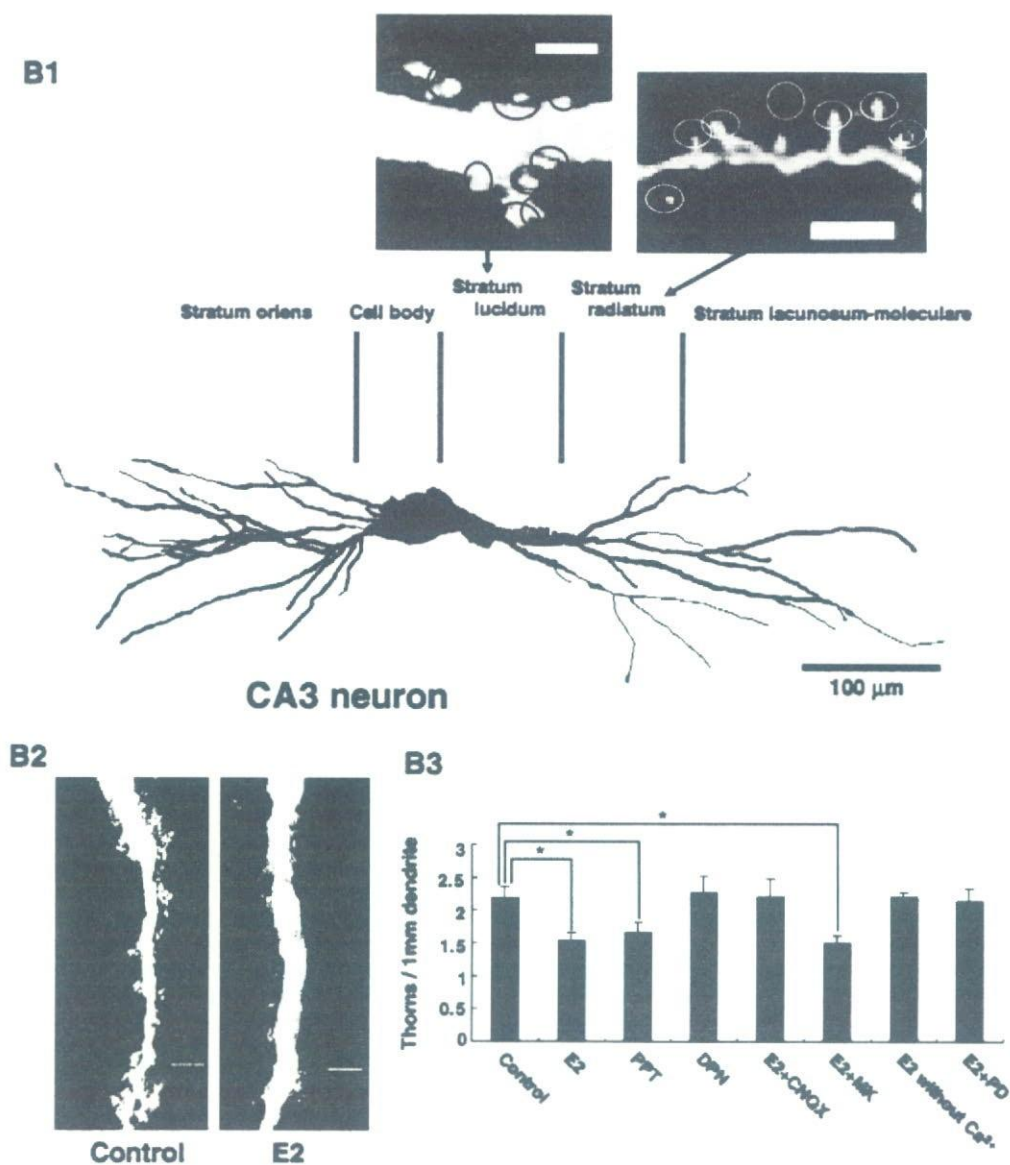 B1
Stratum oriens
Cell body
Stratum
lucidum
Stratum
radiatum
Stratum lacunosum-moleculare
100 μm
CA3 neuron
B2
Control
E2
B3
Thorns / 1mm dendrite
3
2.5
2
1.5
1
0.5
0
*
*
*
Control
E2
PPT
DPN
E2+CNQX
E2+MK
E2 without Ca2+
E2+PD